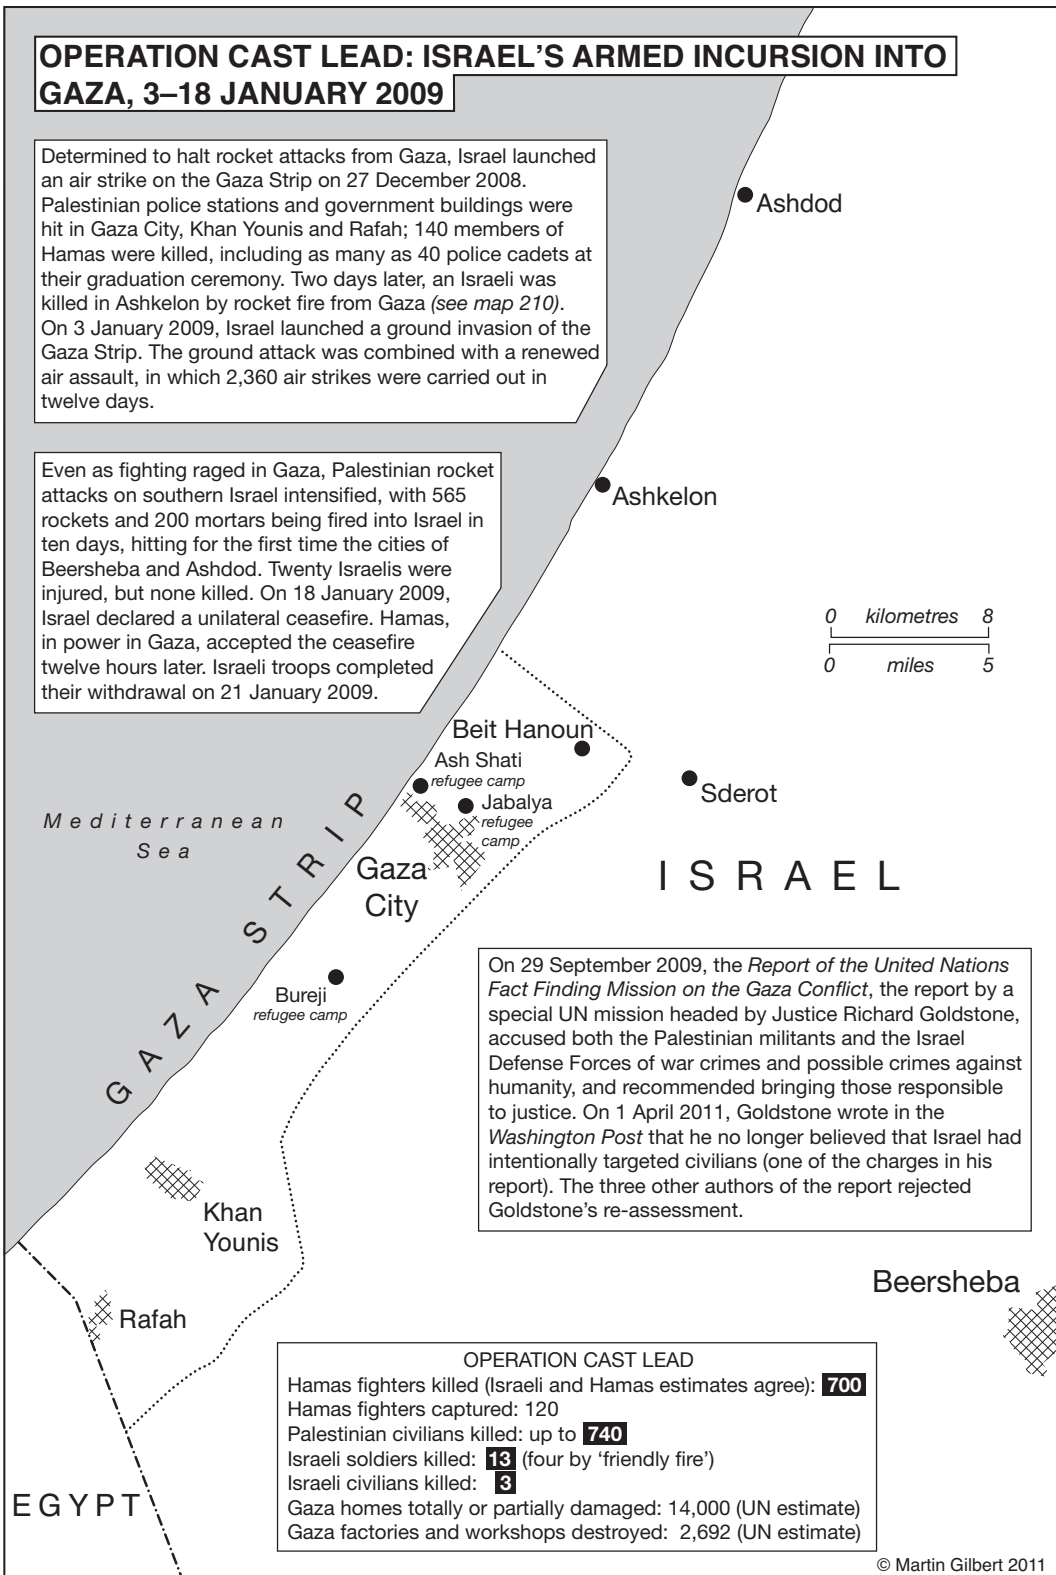 OPERATION CAST LEAD: ISRAEL’S ARMED INCURSION INTO
GAZA, 3–18 JANUARY 2009
Determined to halt rocket attacks from Gaza, Israel launched
an air strike on the Gaza Strip on 27 December 2008.
Palestinian police stations and government buildings were
hit in Gaza City, Khan Younis and Rafah; 140 members of
Hamas were killed, including as many as 40 police cadets at
their graduation ceremony. Two days later, an Israeli was
killed in Ashkelon by rocket fire from Gaza (see map 210).
On 3 January 2009, Israel launched a ground invasion of the
Gaza Strip. The ground attack was combined with a renewed
air assault, in which 2,360 air strikes were carried out in
twelve days.
Ashdod
Even as fighting raged in Gaza, Palestinian rocket
attacks on southern Israel intensified, with 565
rockets and 200 mortars being fired into Israel in
ten days, hitting for the first time the cities of
Beersheba and Ashdod. Twenty Israelis were
injured, but none killed. On 18 January 2009,
Israel declared a unilateral ceasefire. Hamas,
in power in Gaza, accepted the ceasefire
twelve hours later. Israeli troops completed
their withdrawal on 21 January 2009.
Ashkelon
0 kilometres 8
0 miles 5
Beit Hanoun
Ash Shati
refugee camp
Jabalya
refugee
camp
Sderot
Mediterranean
Sea
GAZA STRIP
Gaza
City
ISRAEL
Bureji
refugee camp
On 29 September 2009, the Report of the United Nations
Fact Finding Mission on the Gaza Conflict, the report by a
special UN mission headed by Justice Richard Goldstone,
accused both the Palestinian militants and the Israel
Defense Forces of war crimes and possible crimes against
humanity, and recommended bringing those responsible
to justice. On 1 April 2011, Goldstone wrote in the
Washington Post that he no longer believed that Israel had
intentionally targeted civilians (one of the charges in his
report). The three other authors of the report rejected
Goldstone’s re-assessment.
Khan
Younis
Rafah
Beersheba
OPERATION CAST LEAD
Hamas fighters killed (Israeli and Hamas estimates agree): 700
Hamas fighters captured: 120
Palestinian civilians killed: up to 740
Israeli soldiers killed: 13 (four by ‘friendly fire’)
Israeli civilians killed: 3
Gaza homes totally or partially damaged: 14,000 (UN estimate)
Gaza factories and workshops destroyed: 2,692 (UN estimate)
EGYPT
© Martin Gilbert 2011